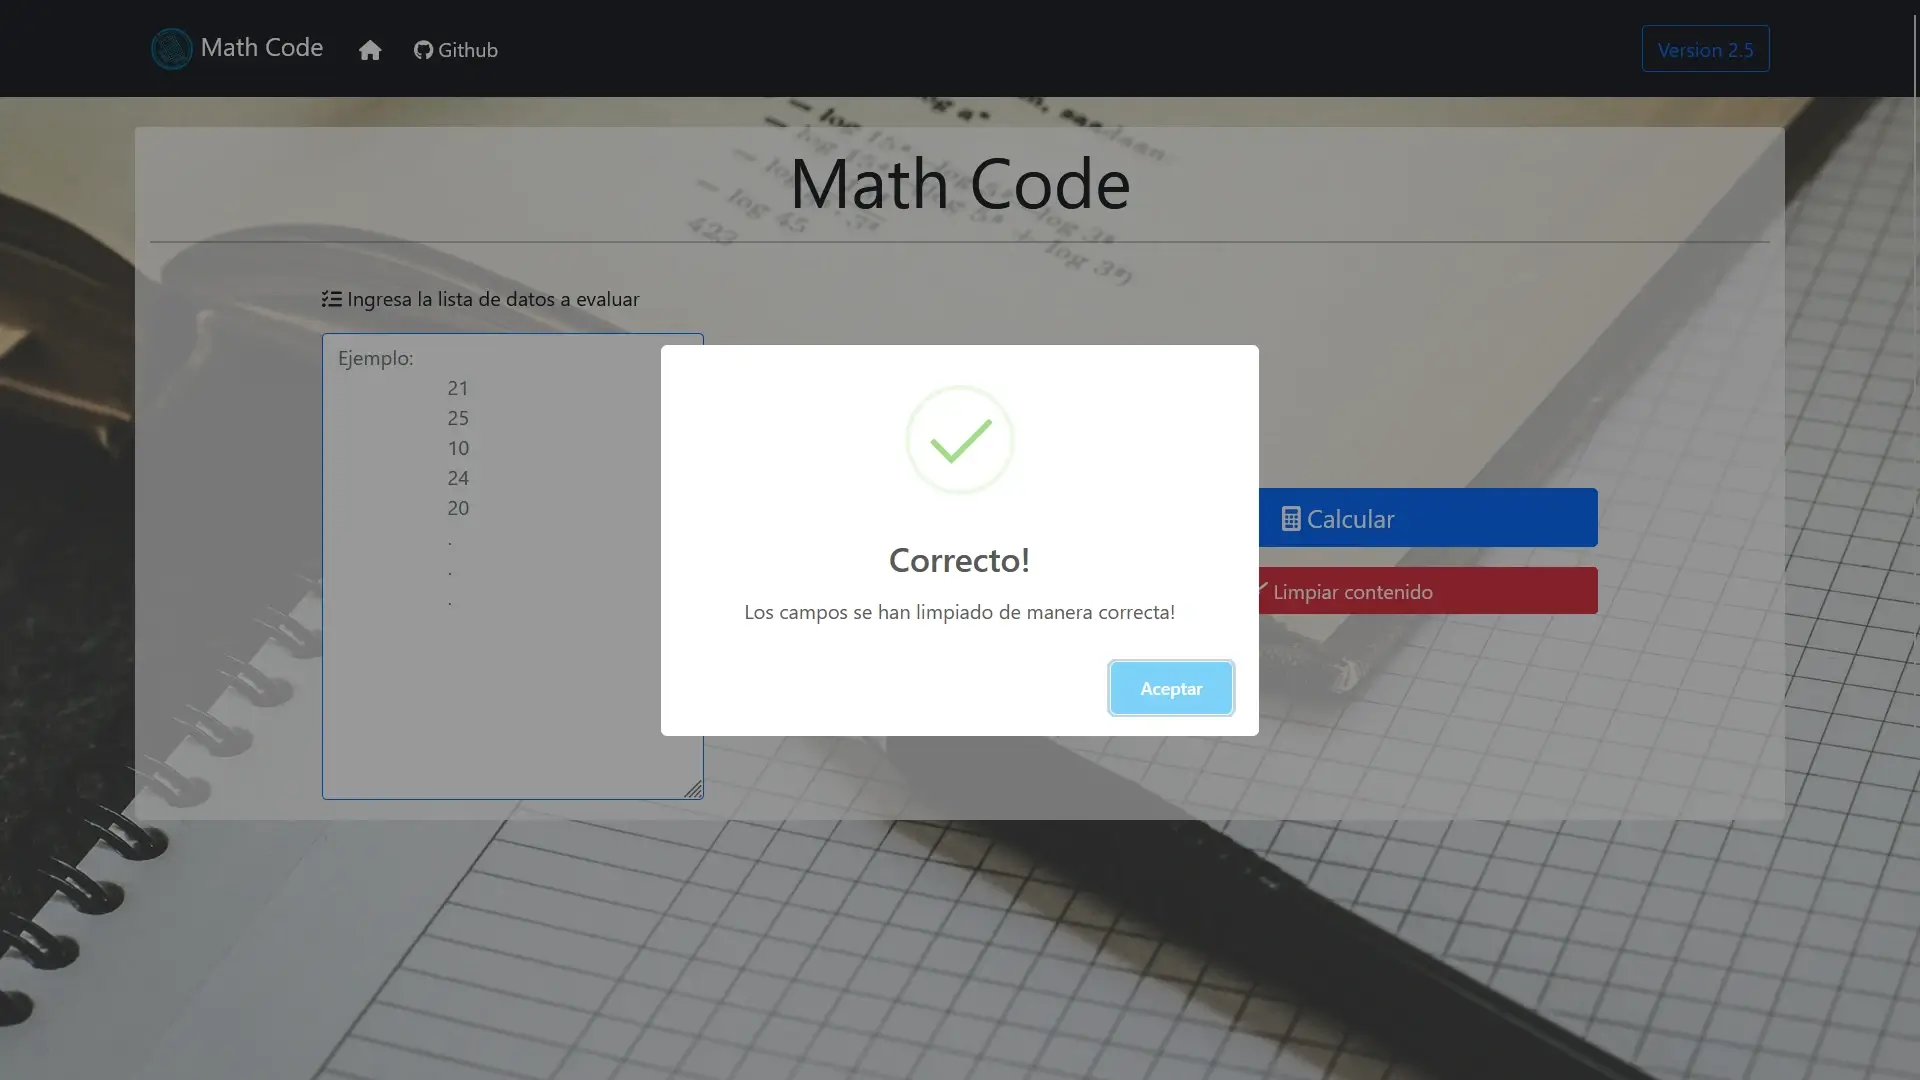 Math Code
Github
Version 2.5
Math Code
Ingresa la lista de datos a evaluar
Ejemplo:
21
25
10
24
20
.
.
.
Correcto!
Los campos se han limpiado de manera correcta!
Aceptar
Calcular
Limpiar contenido